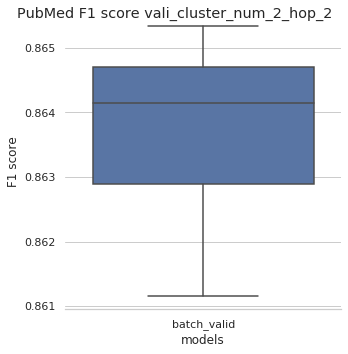 PubMed F1 score vali_cluster_num_2_hop_2
0.865
0.864
0.863
0.862
0.861
F1 score
batch_valid
models